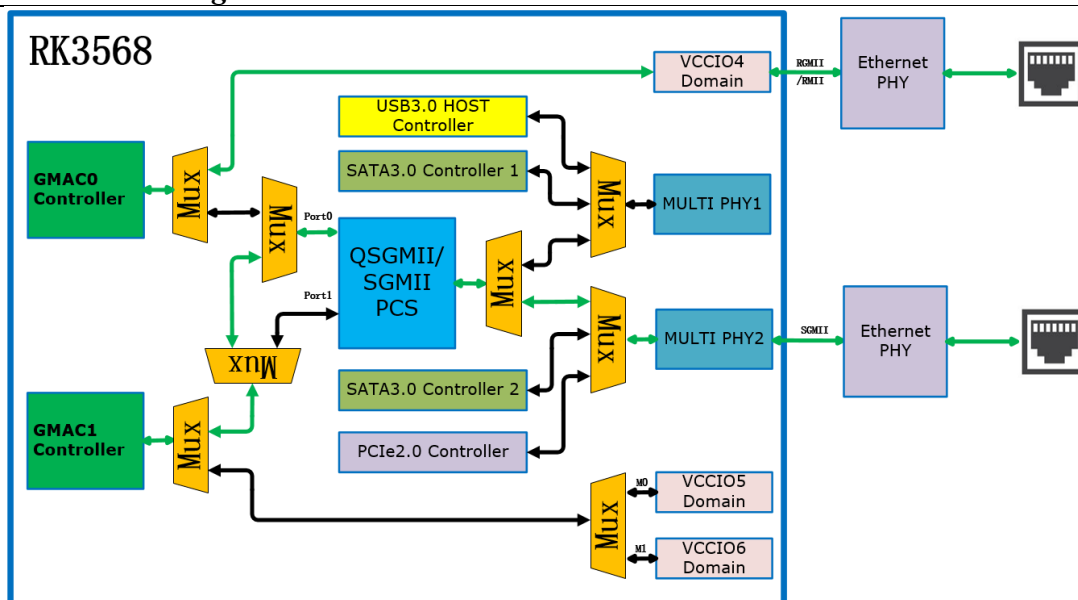 RK3568
VCCIO4
Domain
RGMII
/RMII
Ethernet
PHY
USB3.0 HOST
Controller
GMAC0
Controller
Mux
SATA3.0 Controller 1
Mux
MULTI PHY1
Mux
Port0
QSGMII/
SGMII
PCS
Mux
Port1
Mux
MULTI PHY2
SGMII
Ethernet
PHY
Mux
SATA3.0 Controller 2
GMAC1
Controller
Mux
PCIe2.0 Controller
Mux
M0
VCCIO5
Domain
M1
VCCIO6
Domain